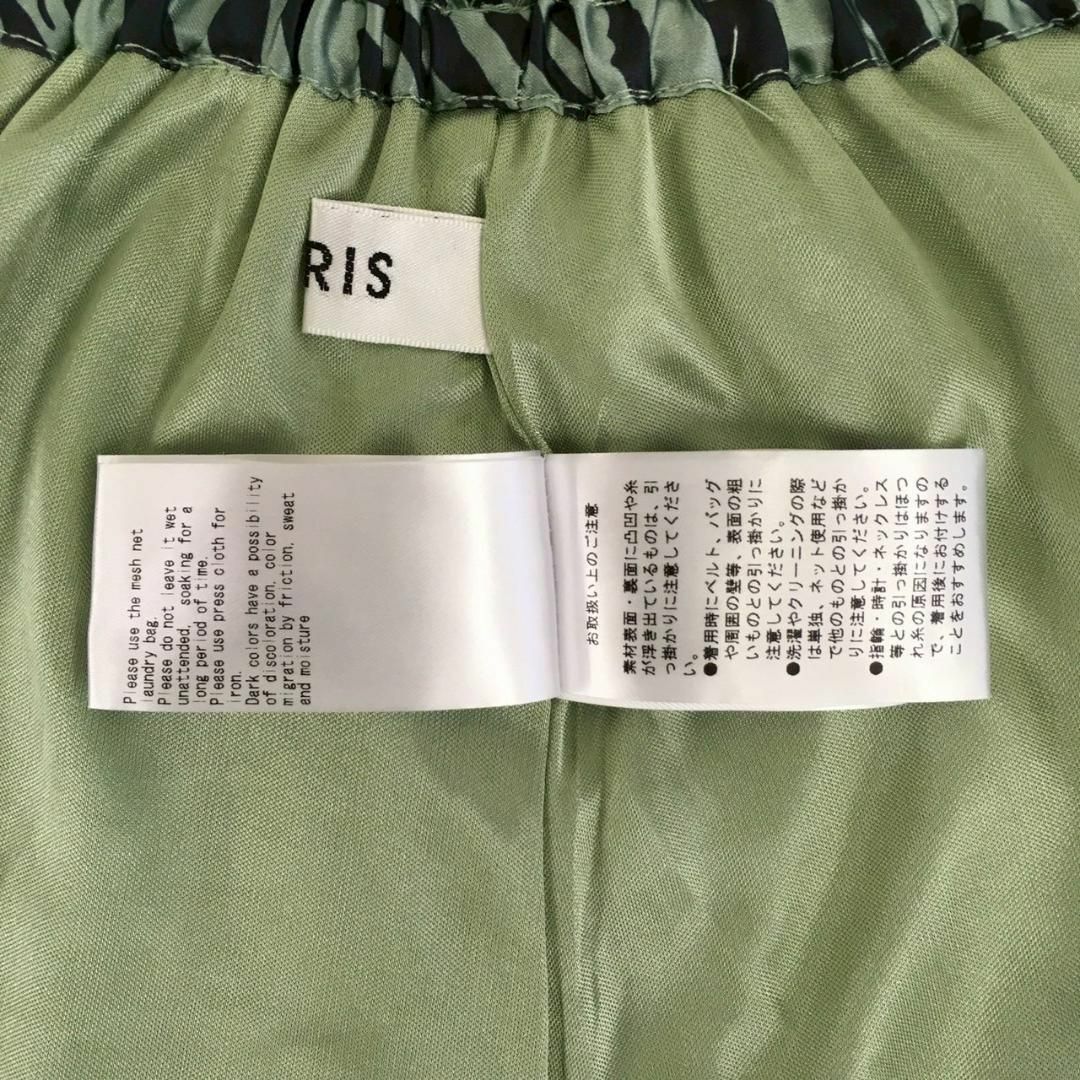 RIS
Please use the mesh net
laundry bag.
Please do not leave it wet
unattended, soaking for a
long period of time.
Please use press cloth for
iron.
Dark colors have a possibility
of discoloration, color
migration by friction, sweat
and moisture
お取扱い上のご注意
素材表面・裏面に凸凹や糸
が浮き出ているものは、引
っ掛かりに注意してくださ
い。
●着用時にベルト、バッグ
や周囲の壁等、表面の粗
いものとの引っ掛かりに
注意してください。
●洗濯やクリーニングの際
は単独、ネット使用など
で他のものとの引っ掛か
りに注意してください。
●指輪・時計・ネックレス
等との引っ掛かりはほつ
れ糸の原因になりますの
で、着用後にお付けする
ことをおすすめします。